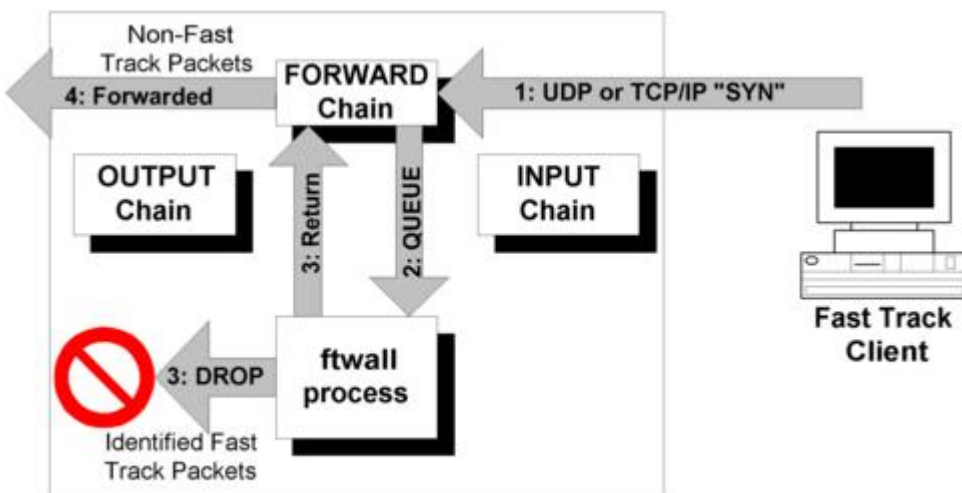 Non-Fast
Track Packets
4: Forwarded
FORWARD
Chain
1: UDP or TCP/IP "SYN"
OUTPUT
Chain
3: Return
2: QUEUE
INPUT
Chain
Fast Track
Client
3: DROP
ftwall
process
Identified Fast
Track Packets